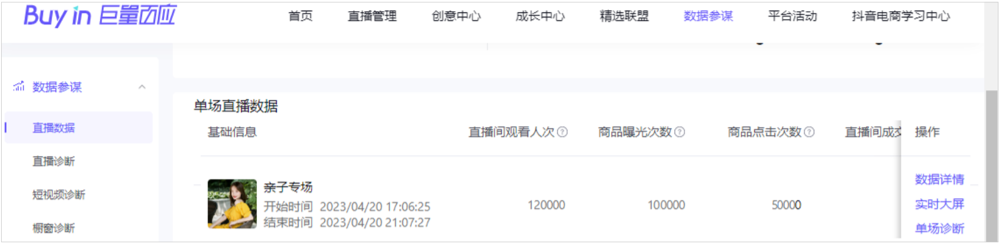 Buy in 巨量百应 首页 直播管理 创意中心 成长中心 精选联盟 数据参谋 平台活动 抖音电商学习中心
数据参谋
直播数据
直播诊断
短视频诊断
橱窗诊断
单场直播数据
基础信息 直播间观看人次 商品曝光次数 商品点击次数 直播间成交 操作
亲子专场
开始时间 2023/04/20 17:06:25
结束时间 2023/04/20 21:07:27
120000 100000 50000
数据详情
实时大屏
单场诊断